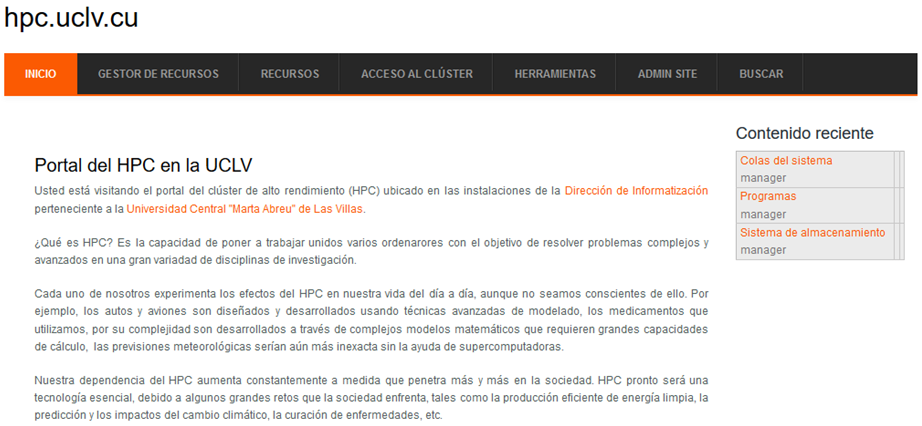 hpc.uclv.cu
INICIO GESTOR DE RECURSOS RECURSOS ACCESO AL CLÚSTER HERRAMIENTAS ADMIN SITE BUSCAR
Portal del HPC en la UCLV
Usted está visitando el portal del clúster de alto rendimiento (HPC) ubicado en las instalaciones de la Dirección de Informatización
perteneciente a la Universidad Central "Marta Abreu" de Las Villas.
¿Qué es HPC? Es la capacidad de poner a trabajar unidos varios ordenarores con el objetivo de resolver problemas complejos y
avanzados en una gran variadad de disciplinas de investigación.
Cada uno de nosotros experimenta los efectos del HPC en nuestra vida del día a día, aunque no seamos conscientes de ello. Por
ejemplo, los autos y aviones son diseñados y desarrollados usando técnicas avanzadas de modelado, los medicamentos que
utilizamos, por su complejidad son desarrollados a través de complejos modelos matemáticos que requieren grandes capacidades
de cálculo, las previsiones meteorológicas serían aún más inexacta sin la ayuda de supercomputadoras.
Nuestra dependencia del HPC aumenta constantemente a medida que penetra más y más en la sociedad. HPC pronto será una
tecnología esencial, debido a algunos grandes retos que la sociedad enfrenta, tales como la producción eficiente de energía limpia, la
predicción y los impactos del cambio climático, la curación de enfermedades, etc.
Contenido reciente
Colas del sistema
manager
Programas
manager
Sistema de almacenamiento
manager